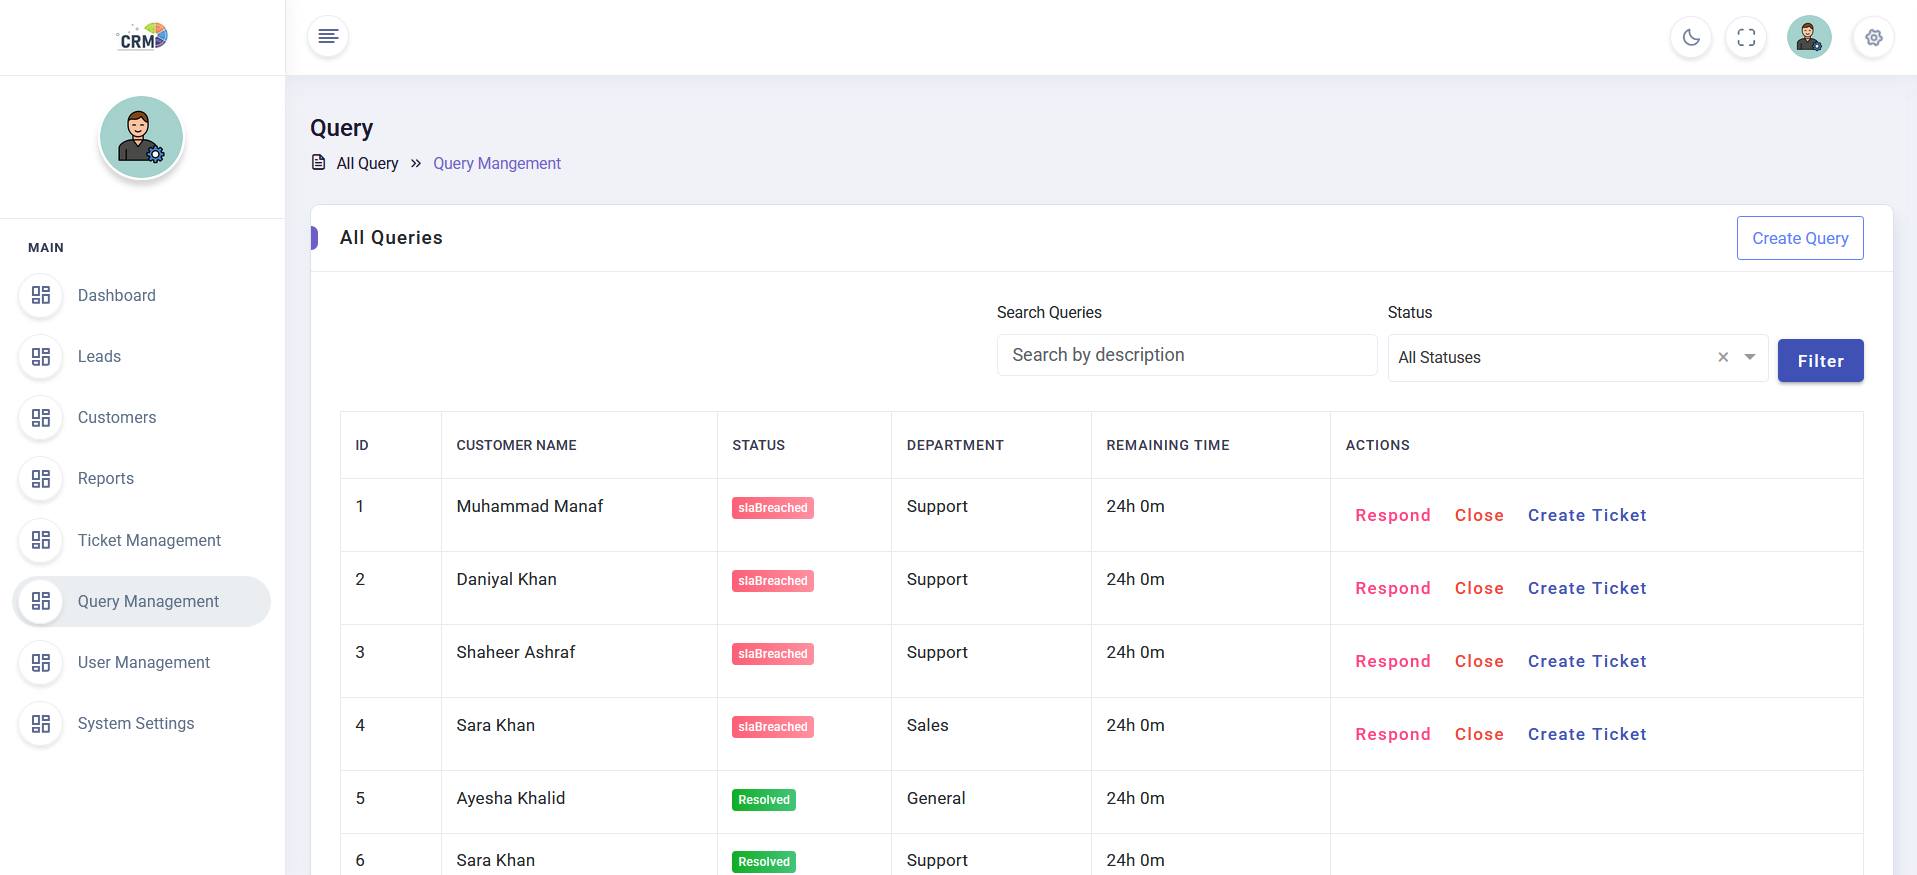 CRM
MAIN
Dashboard
Leads
Customers
Reports
Ticket Management
Query Management
User Management
System Settings
Query
All Query » Query Mangement
All Queries
Create Query
Search Queries
Status
Search by description
All Statuses
Filter
ID CUSTOMER NAME STATUS DEPARTMENT REMAINING TIME ACTIONS
1 Muhammad Manaf slaBreached Support 24h 0m Respond Close Create Ticket
2 Daniyal Khan slaBreached Support 24h 0m Respond Close Create Ticket
3 Shaheer Ashraf slaBreached Support 24h 0m Respond Close Create Ticket
4 Sara Khan slaBreached Sales 24h 0m Respond Close Create Ticket
5 Ayesha Khalid Resolved General 24h 0m
6 Sara Khan Resolved Support 24h 0m